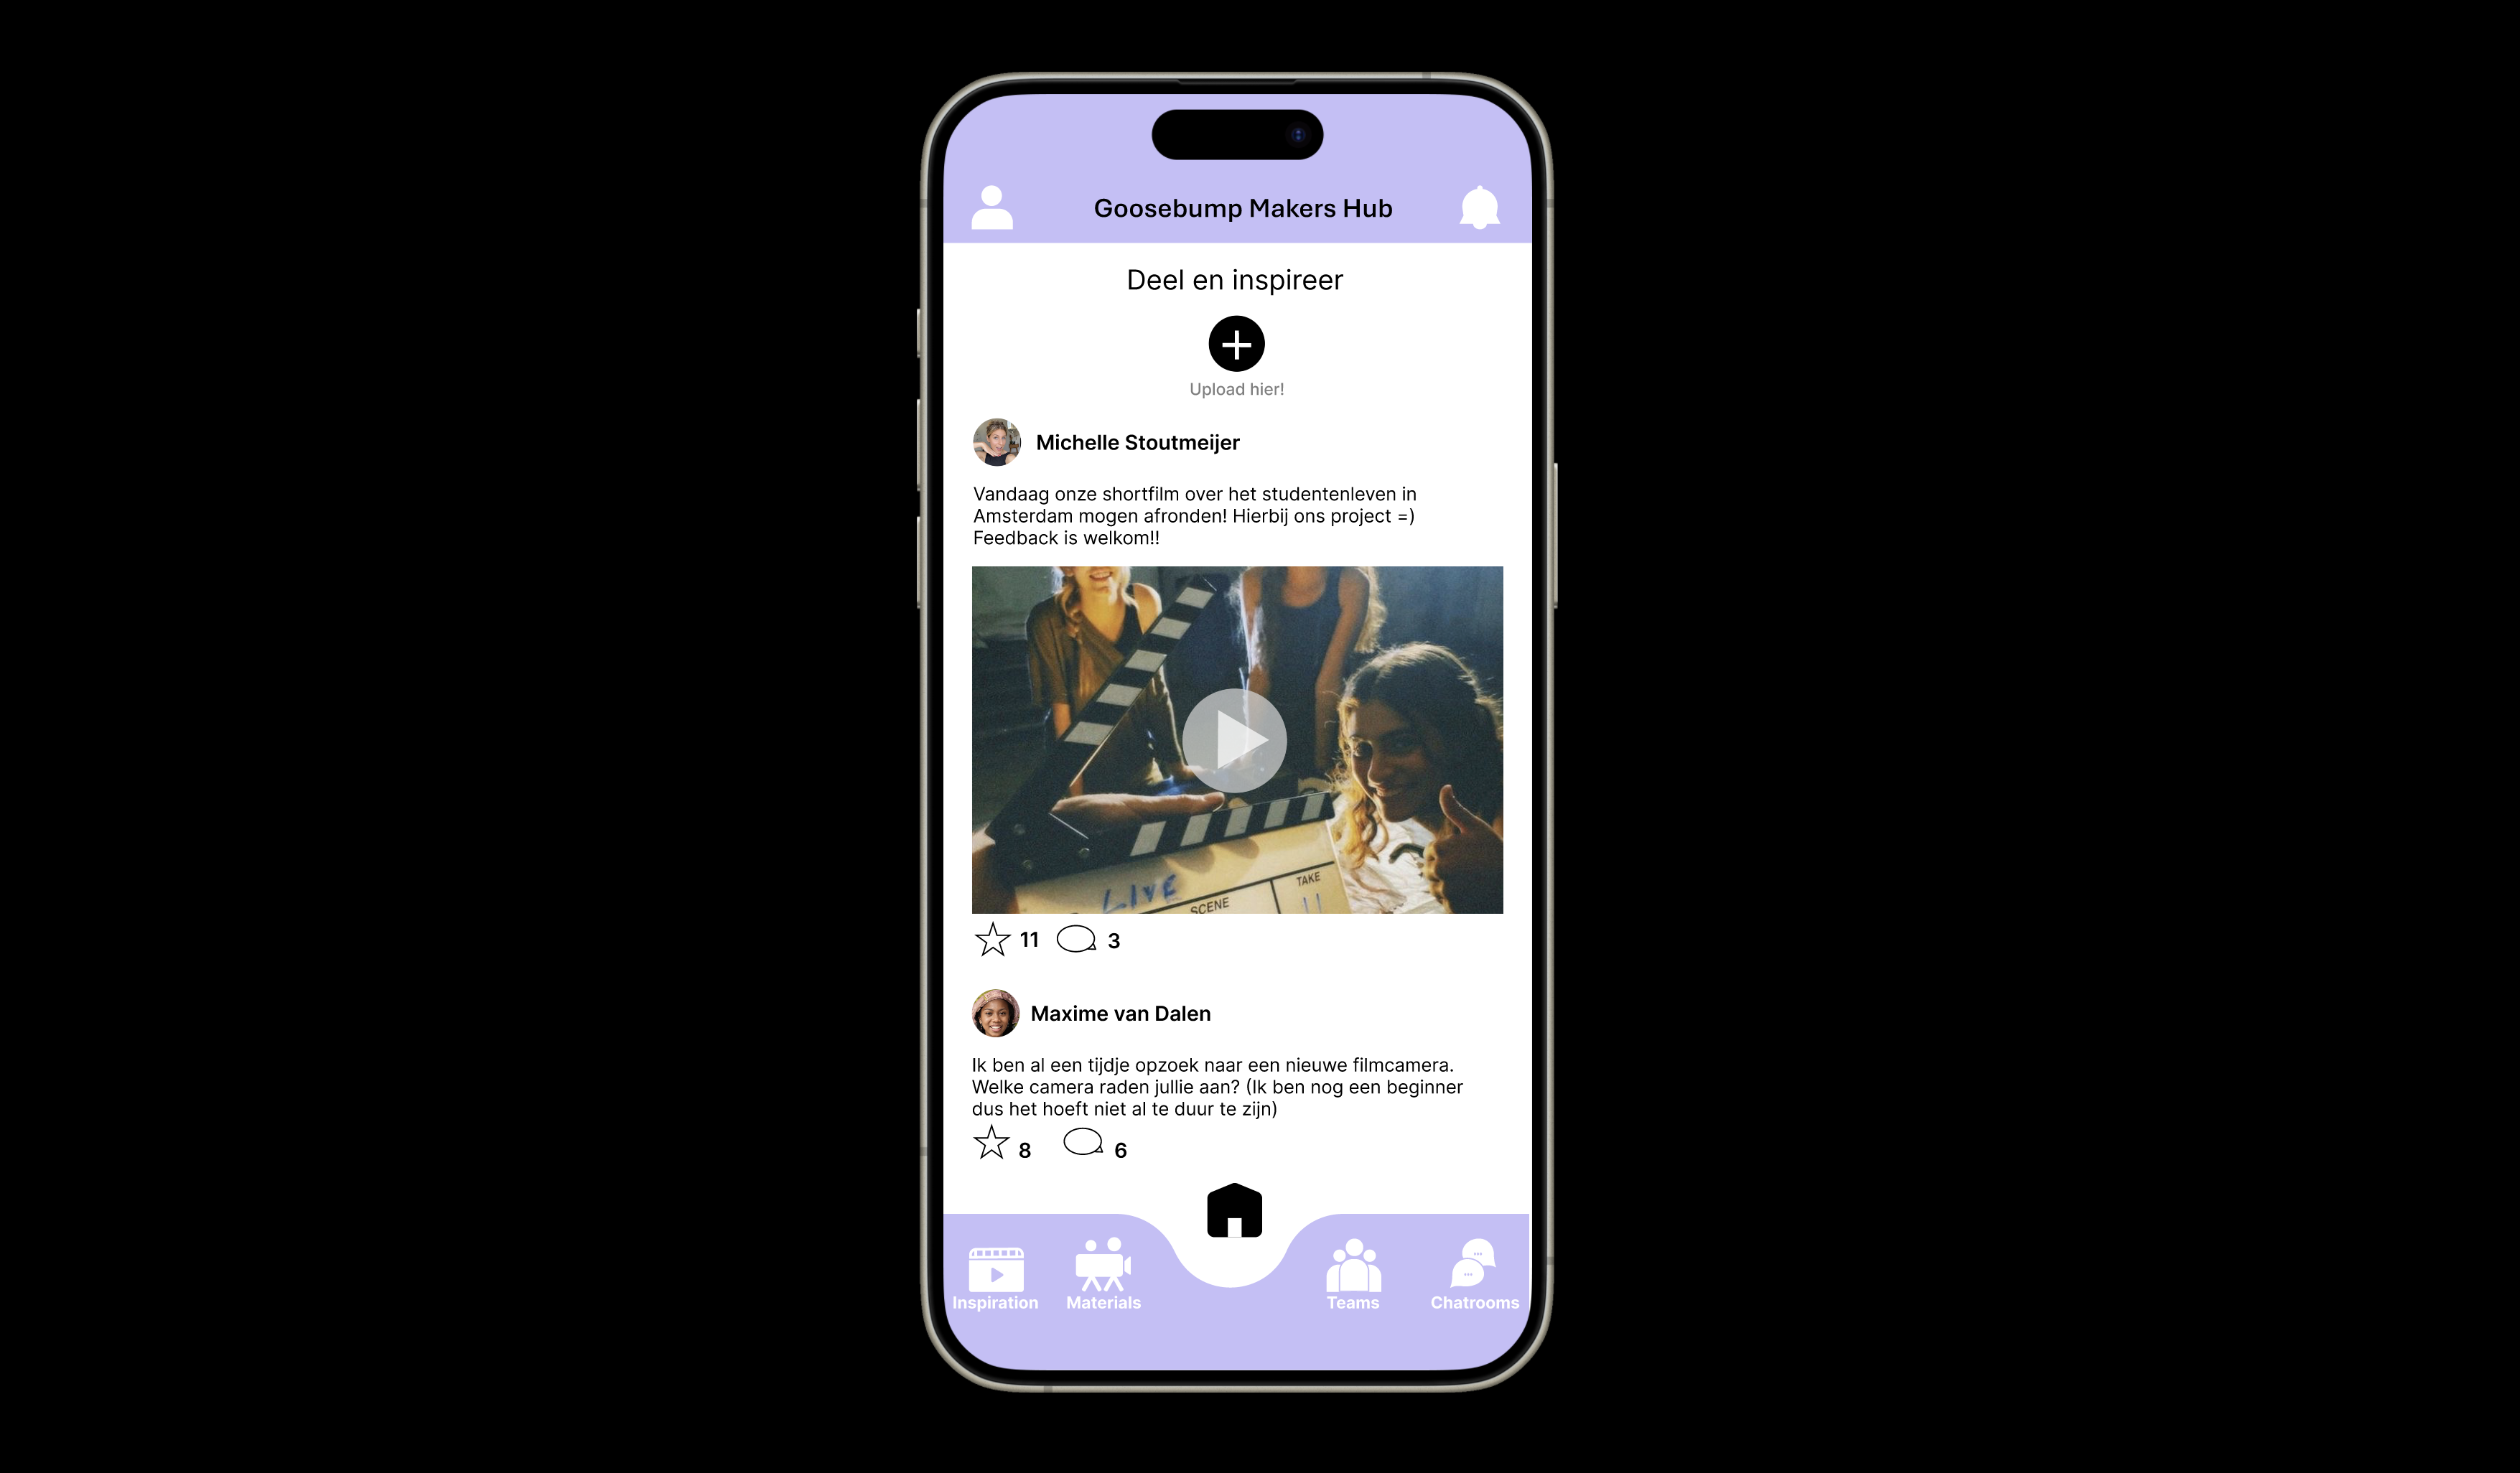 Goosebump Makers Hub
Deel en inspireer
Upload hier!
Michelle Stoutmeijer
Vandaag onze shortfilm over het studentenleven in
Amsterdam mogen afronden! Hierbij ons project =)
Feedback is welkom!!
LIVE
SCENE
TAKE
11
3
Maxime van Dalen
Ik ben al een tijdje opzoek naar een nieuwe filmcamera.
Welke camera raden jullie aan? (Ik ben nog een beginner
dus het hoeft niet al te duur te zijn)
8
6
Inspiration
Materials
Teams
Chatrooms